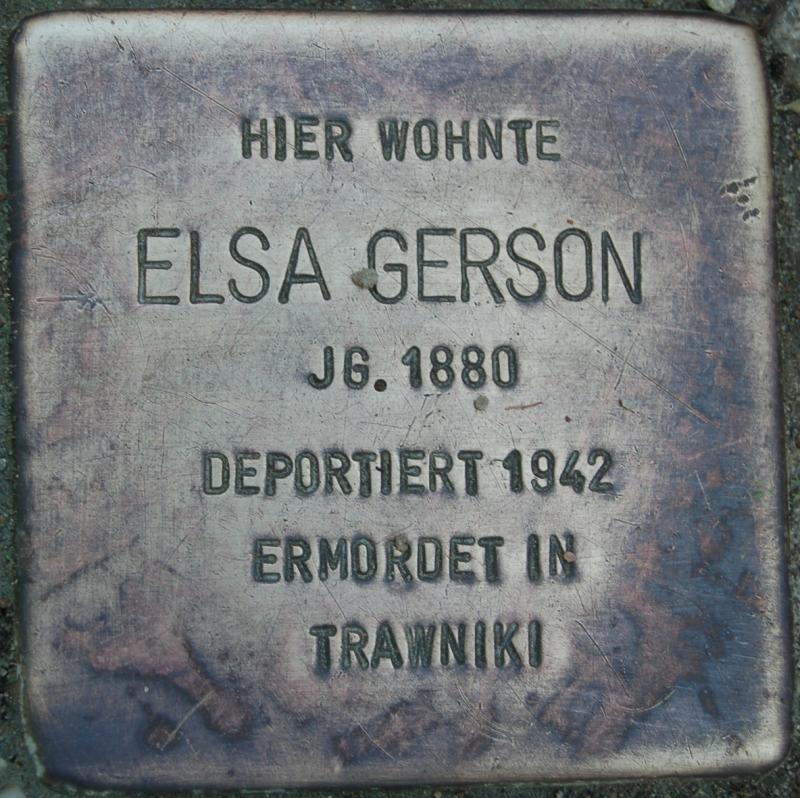 HIER WOHNTE
ELSA GERSON
JG. 1880
DEPORTIERT 1942
ERMORDET IN
TRAWNIKI